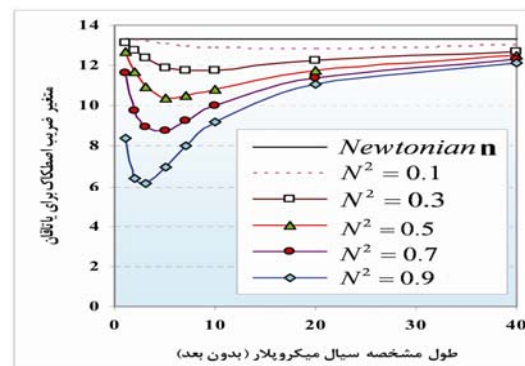 متغیر ضریب اصطکاک برای یاتاقان
14
12
10
8
6
4
2
0
Newtonian n
N² = 0.1
N² = 0.3
N² = 0.5
N² = 0.7
N² = 0.9
0 10 20 30 40
طول مشخصه سیال میکروپلار (بدون بعد)